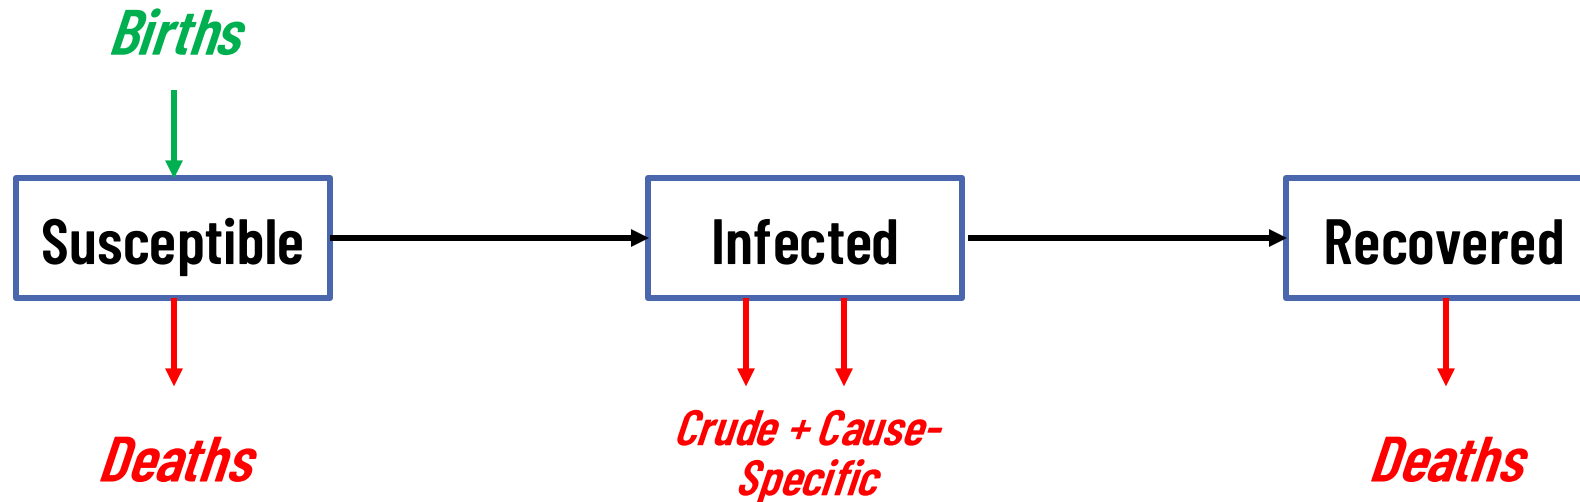 Births
Susceptible
Infected
Recovered
Deaths
Crude + Cause-
Specific
Deaths